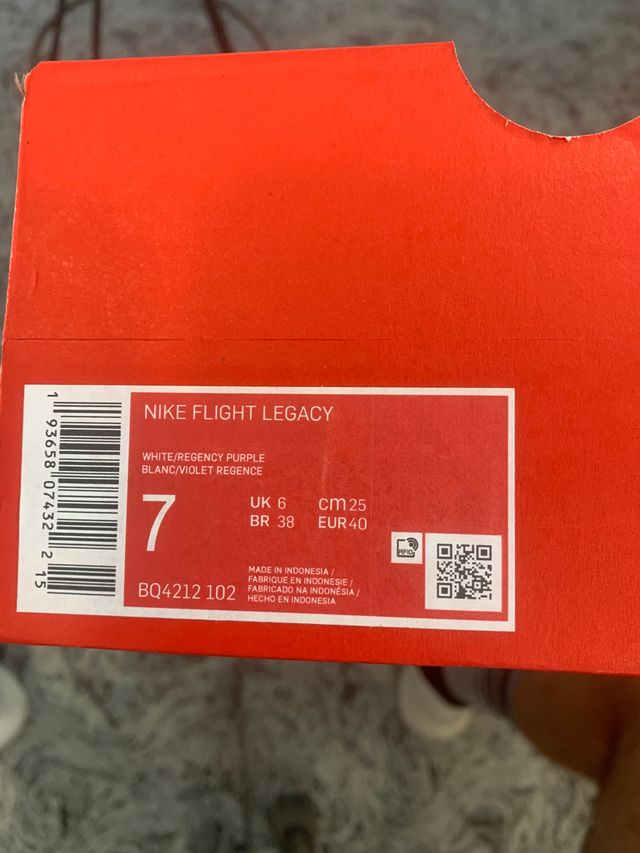 NIKE FLIGHT LEGACY
WHITE/REGENCY PURPLE
BLANC/VIOLET REGENCE
7
UK 6 cm 25
BR 38 EUR 40
RFID
BQ4212 102
MADE IN INDONESIA /
FABRIQUE EN INDONESIE /
FABRICADO NA INDONÉSIA /
HECHO EN INDONESIA
1 93658 07432 2 15